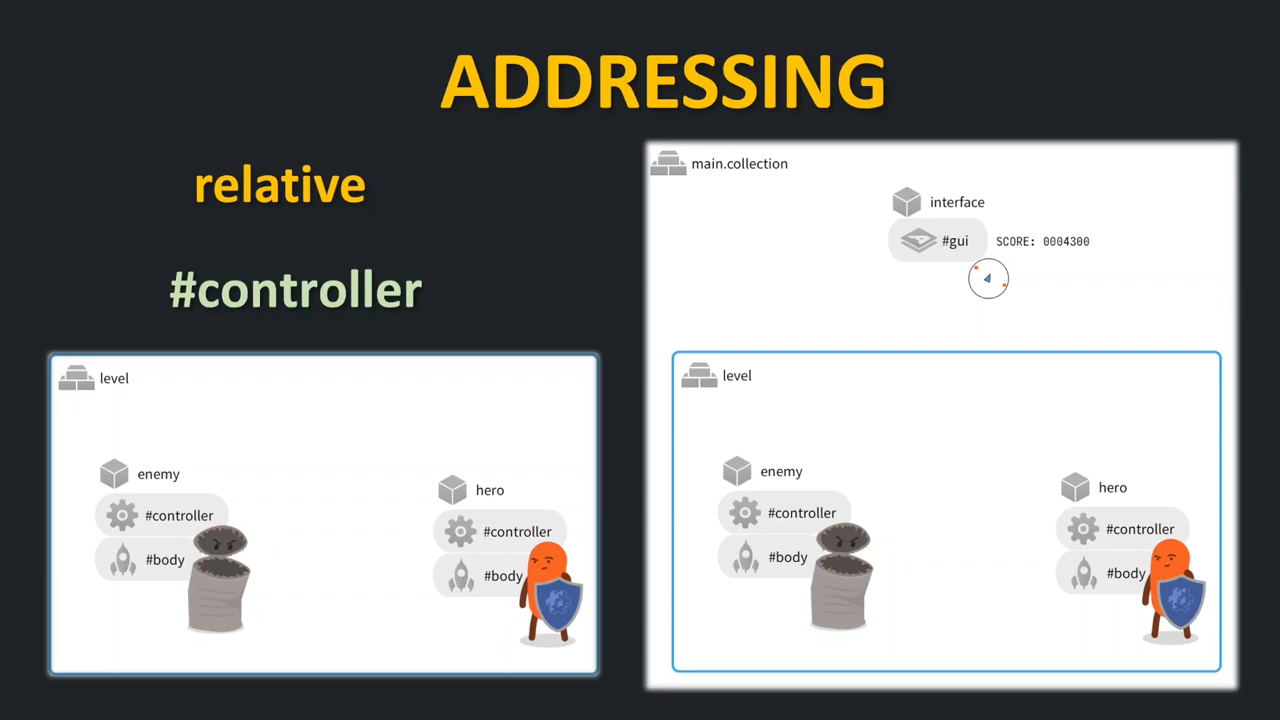 ADDRESSING
relative
#controller
level
enemy
#controller
#body
hero
#controller
#body
main.collection
interface
#gui
SCORE: 0004300
level
enemy
#controller
#body
hero
#controller
#body